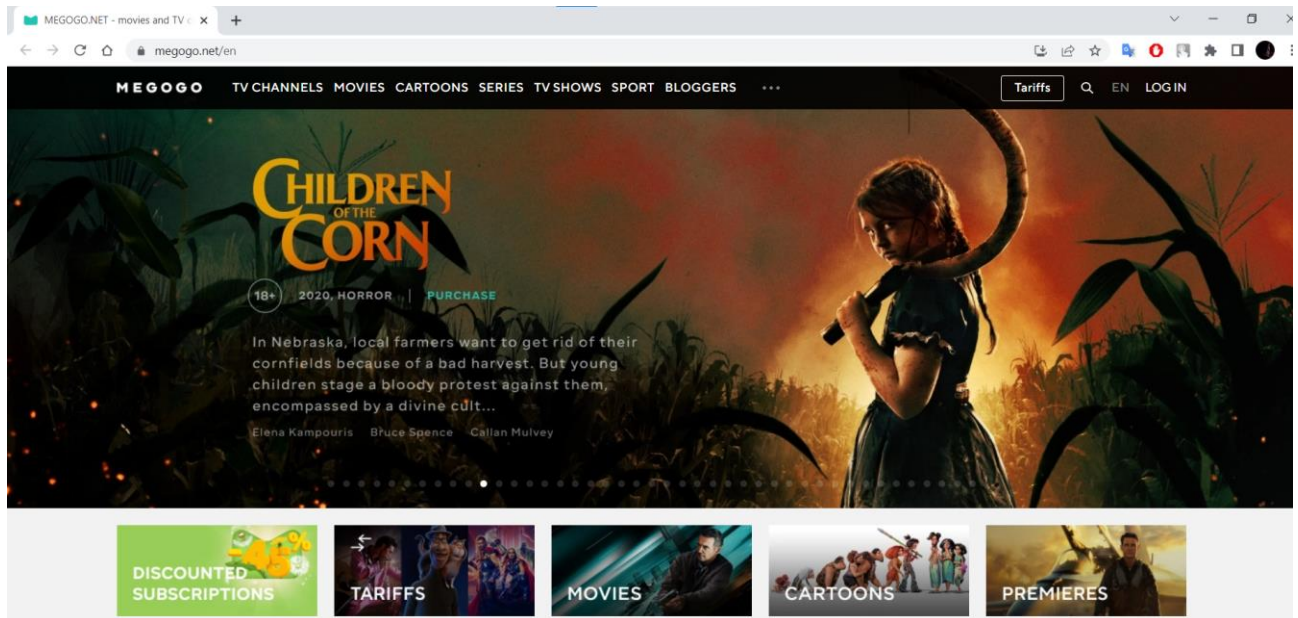 MEGOGO.NET - movies and TV c
megogo.net/en
MEGOGO TV CHANNELS MOVIES CARTOONS SERIES TV SHOWS SPORT BLOGGERS ... Tariffs EN LOG IN
CHILDREN
OF THE
CORN
18+ 2020, HORROR | PURCHASE
In Nebraska, local farmers want to get rid of their
cornfields because of a bad harvest. But young
children stage a bloody protest against them,
encompassed by a divine cult...
Elena Kampouris Bruce Spence Callan Mulvey
-45%
DISCOUNTED
SUBSCRIPTIONS
TARIFFS
MOVIES
CARTOONS
PREMIERES